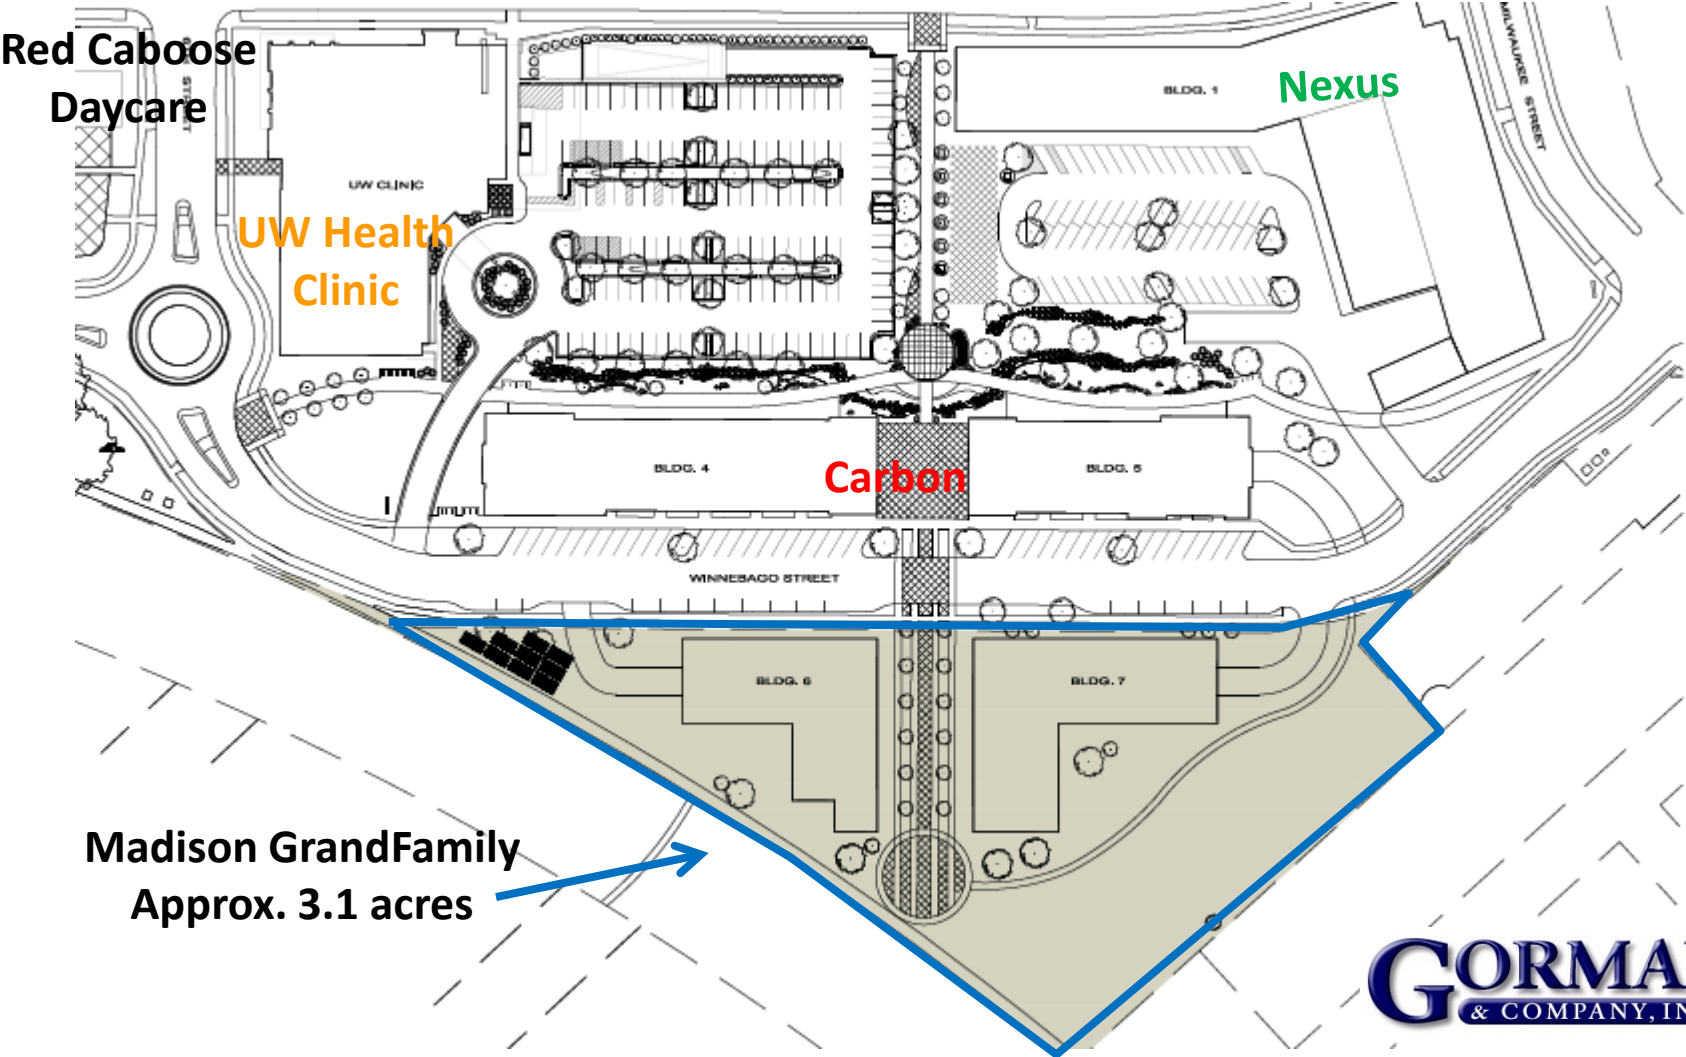 Red Caboose
Daycare
STREET
MILWAUKEE STREET
BLDG. 1
Nexus
UW CLINIC
UW Health
Clinic
BLDG. 4
Carbon
BLDG. 5
WINNEBAGO STREET
BLDG. 6
BLDG. 7
Madison GrandFamily
Approx. 3.1 acres
GORMA
& COMPANY, IN